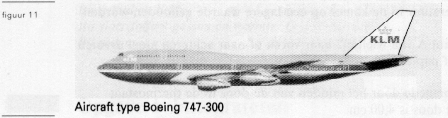 figuur 11
KLM
Aircraft type Boeing 747-300